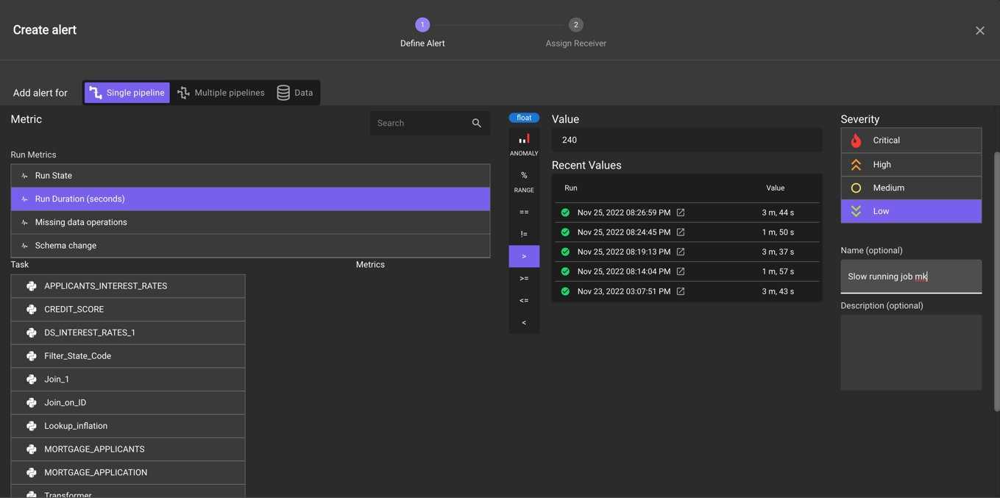 Create alert
1
Define Alert
2
Assign Receiver
Add alert for
Single pipeline
Multiple pipelines
Data
Metric
Search
Run Metrics
Run State
Run Duration (seconds)
Missing data operations
Schema change
Task
Metrics
APPLICANTS_INTEREST_RATES
CREDIT_SCORE
DS_INTEREST_RATES_1
Filter_State_Code
Join_1
Join_on_ID
Lookup_inflation
MORTGAGE_APPLICANTS
MORTGAGE_APPLICATION
Transformer
float
ANOMALY
%
RANGE
==
!=
>
>=
<=
<
Value
240
Recent Values
Run Value
Nov 25, 2022 08:26:59 PM 3 m, 44 s
Nov 25, 2022 08:24:45 PM 1 m, 50 s
Nov 25, 2022 08:19:13 PM 3 m, 37 s
Nov 25, 2022 08:14:04 PM 1 m, 57 s
Nov 23, 2022 03:07:51 PM 3 m, 43 s
Severity
Critical
High
Medium
Low
Name (optional)
Slow running job mk
Description (optional)